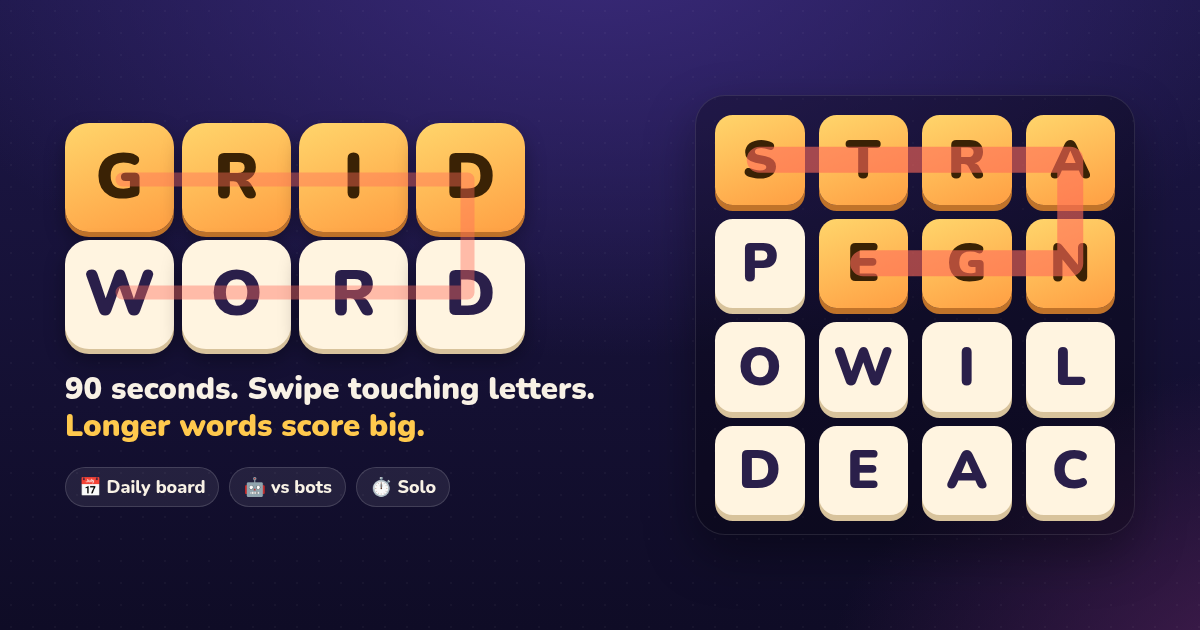 GRID
WORD
90 seconds. Swipe touching letters.
Longer words score big.
Daily board
vs bots
Solo
STRA
PEGN
OWIL
DEAC